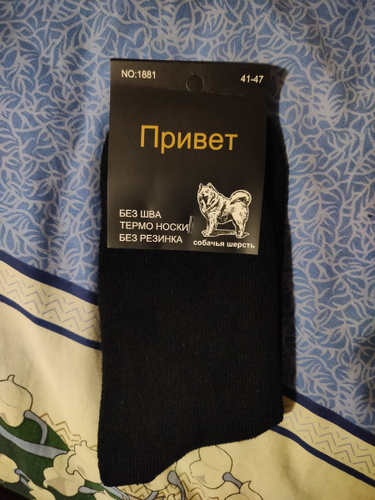 NO:1881 41-47
Привет
БЕЗ ШВА
ТЕРМО НОСКИ
БЕЗ РЕЗИНКА
собачья шерсть